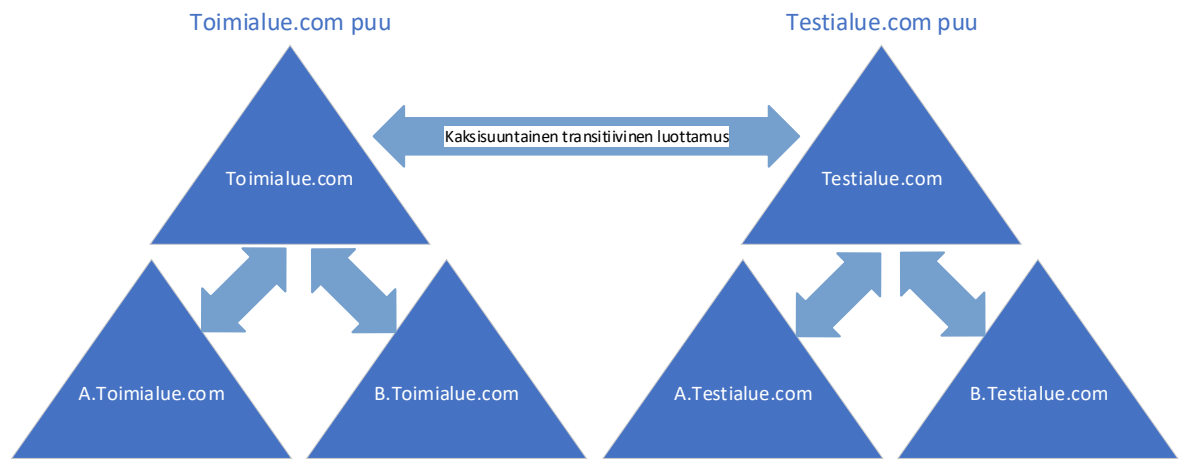 Toimialue.com puu
Testialue.com puu
Kaksisuuntainen transitiivinen luottamus
Toimialue.com
Testialue.com
A.Toimialue.com
B.Toimialue.com
A.Testialue.com
B.Testialue.com